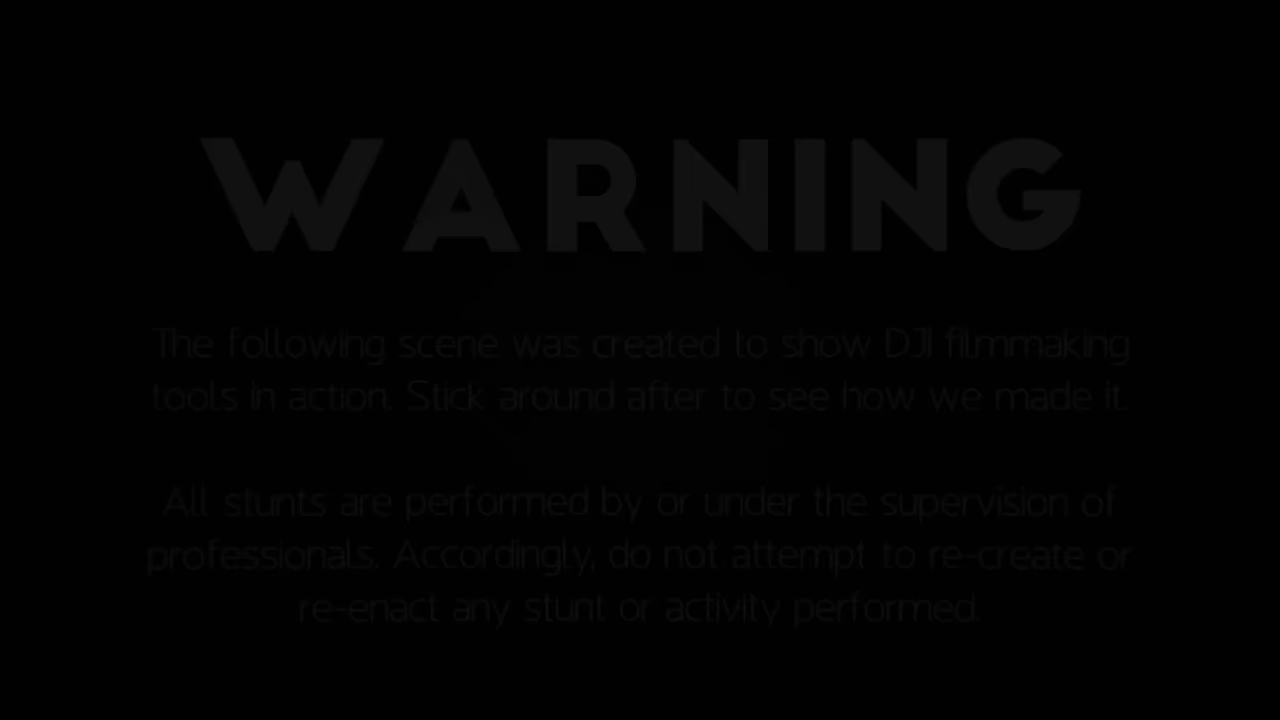 WARNING
The following scene was created to show DJI filmmaking
tools in action. Stick around after to see how we made it.
All stunts are performed by or under the supervision of
professionals. Accordingly, do not attempt to re-create or
re-enact any stunt or activity performed.